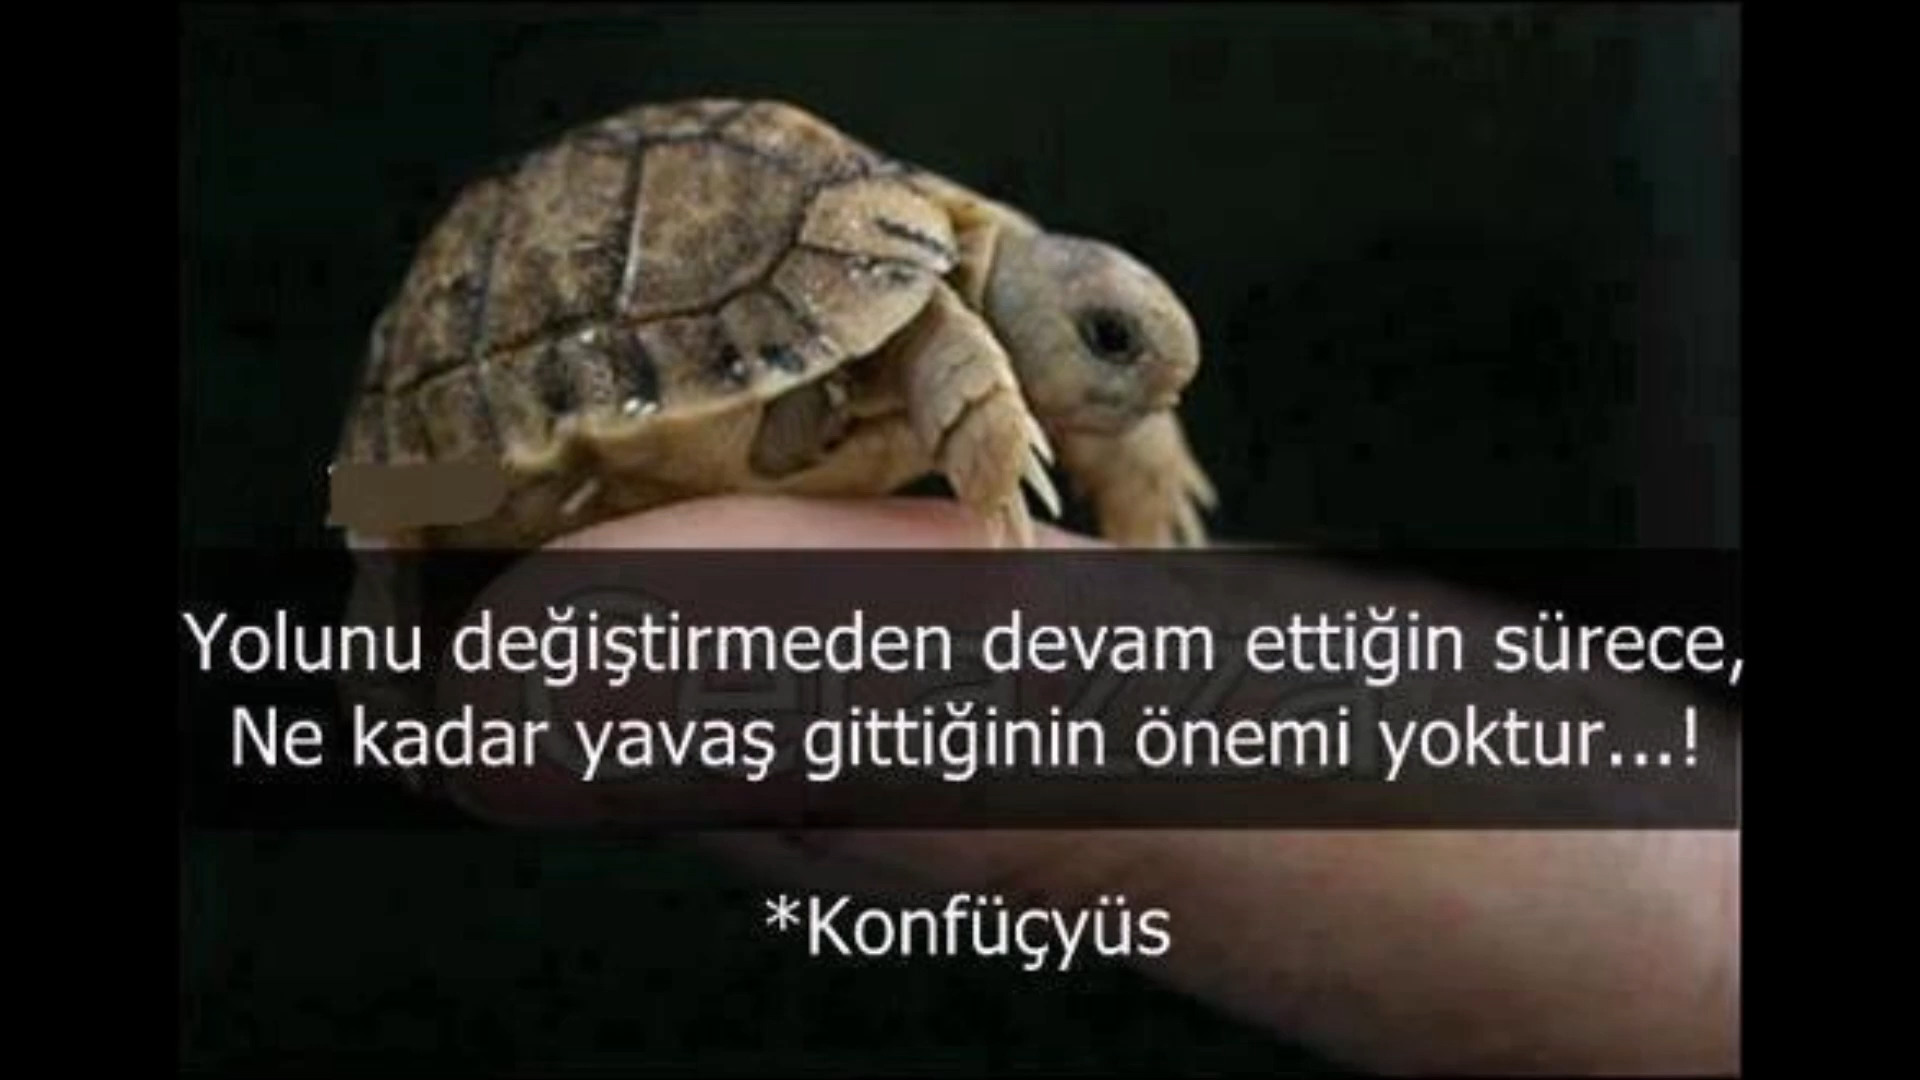 Yolunu değiştirmeden devam ettiğin sürece,
Ne kadar yavaş gittiğinin önemi yoktur...!
*Konfüçyüs